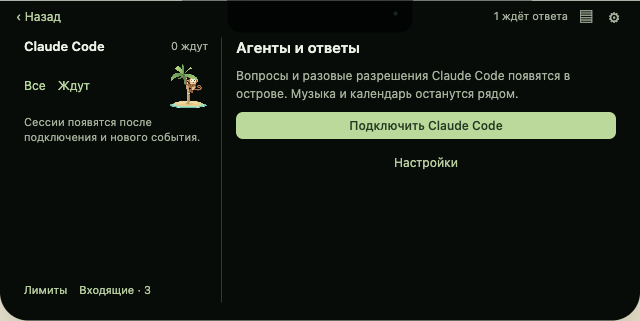 ‹ Назад
1 ждёт ответа
Claude Code
0 ждут
Все Ждут
Сессии появятся после
подключения и нового события.
Лимиты Входящие · 3
Агенты и ответы
Вопросы и разовые разрешения Claude Code появятся в
острове. Музыка и календарь останутся рядом.
Подключить Claude Code
Настройки